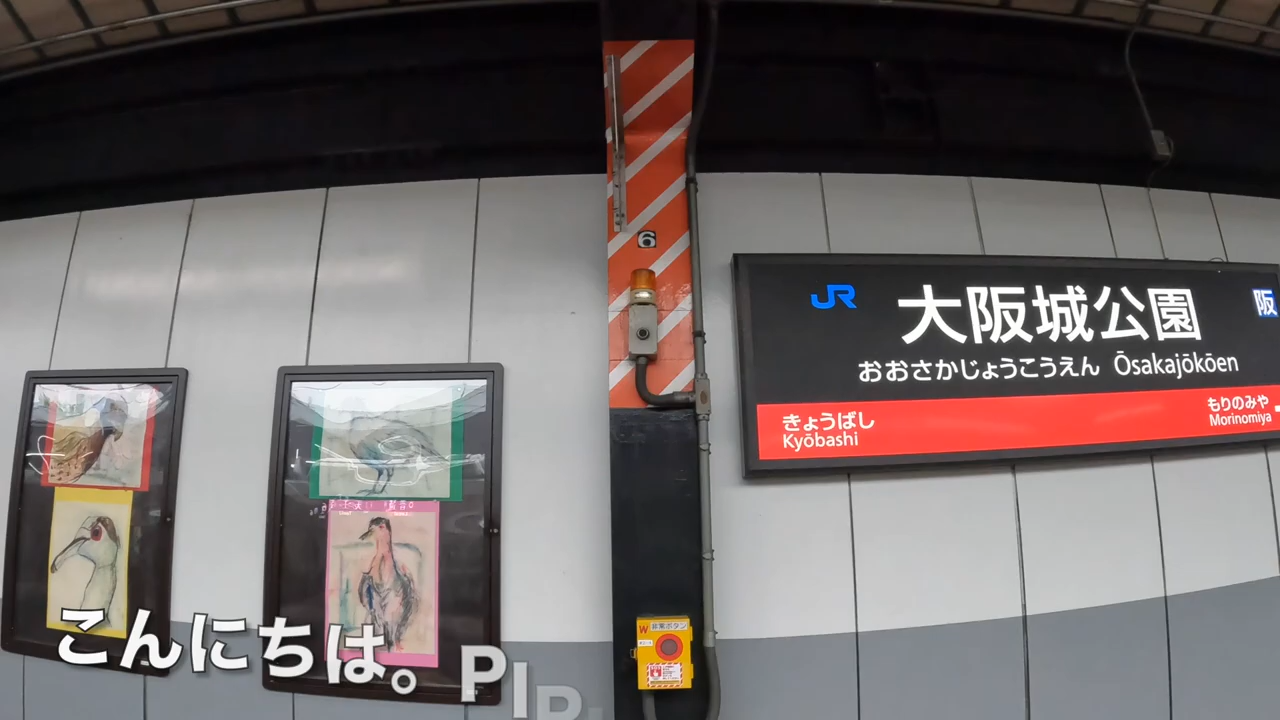 6
JR
大阪城公園
阪
おおさかじょうこうえん Ōsakajōkōen
きょうばし
Kyōbashi
もりのみや
Morinomiya
W 非常ボタン
こんにちは。PIP.